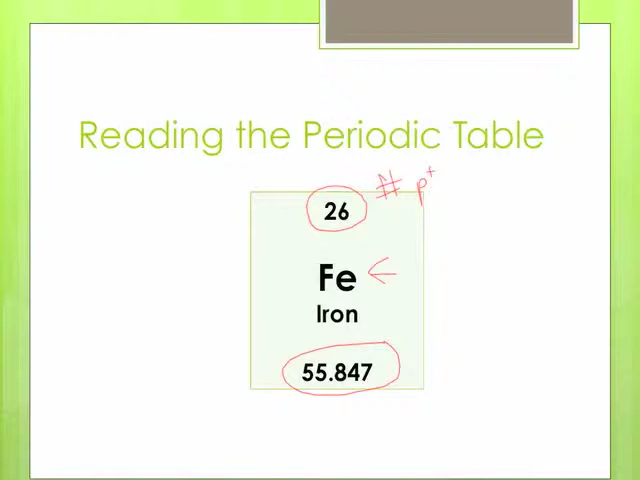 Reading the Periodic Table
26 # p+
Fe
Iron
55.847